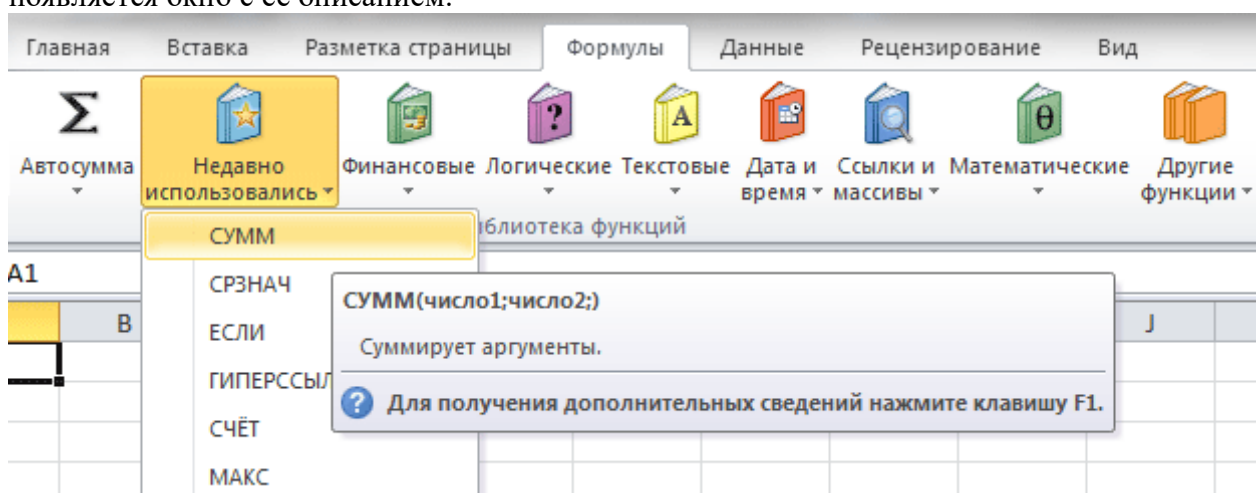 появляется окно с ее описанием.
Главная Вставка Разметка страницы Формулы Данные Рецензирование Вид
Σ ? A θ
Автосумма Недавно использовались Финансовые Логические Текстовые Дата и время Ссылки и массивы Математические Другие функции
иблиотека функций
СУММ
A1
СРЗНАЧ
СУММ(число1;число2;)
B J
ЕСЛИ
Суммирует аргументы.
ГИПЕРССЫЛ
? Для получения дополнительных сведений нажмите клавишу F1.
СЧЁТ
МАКС